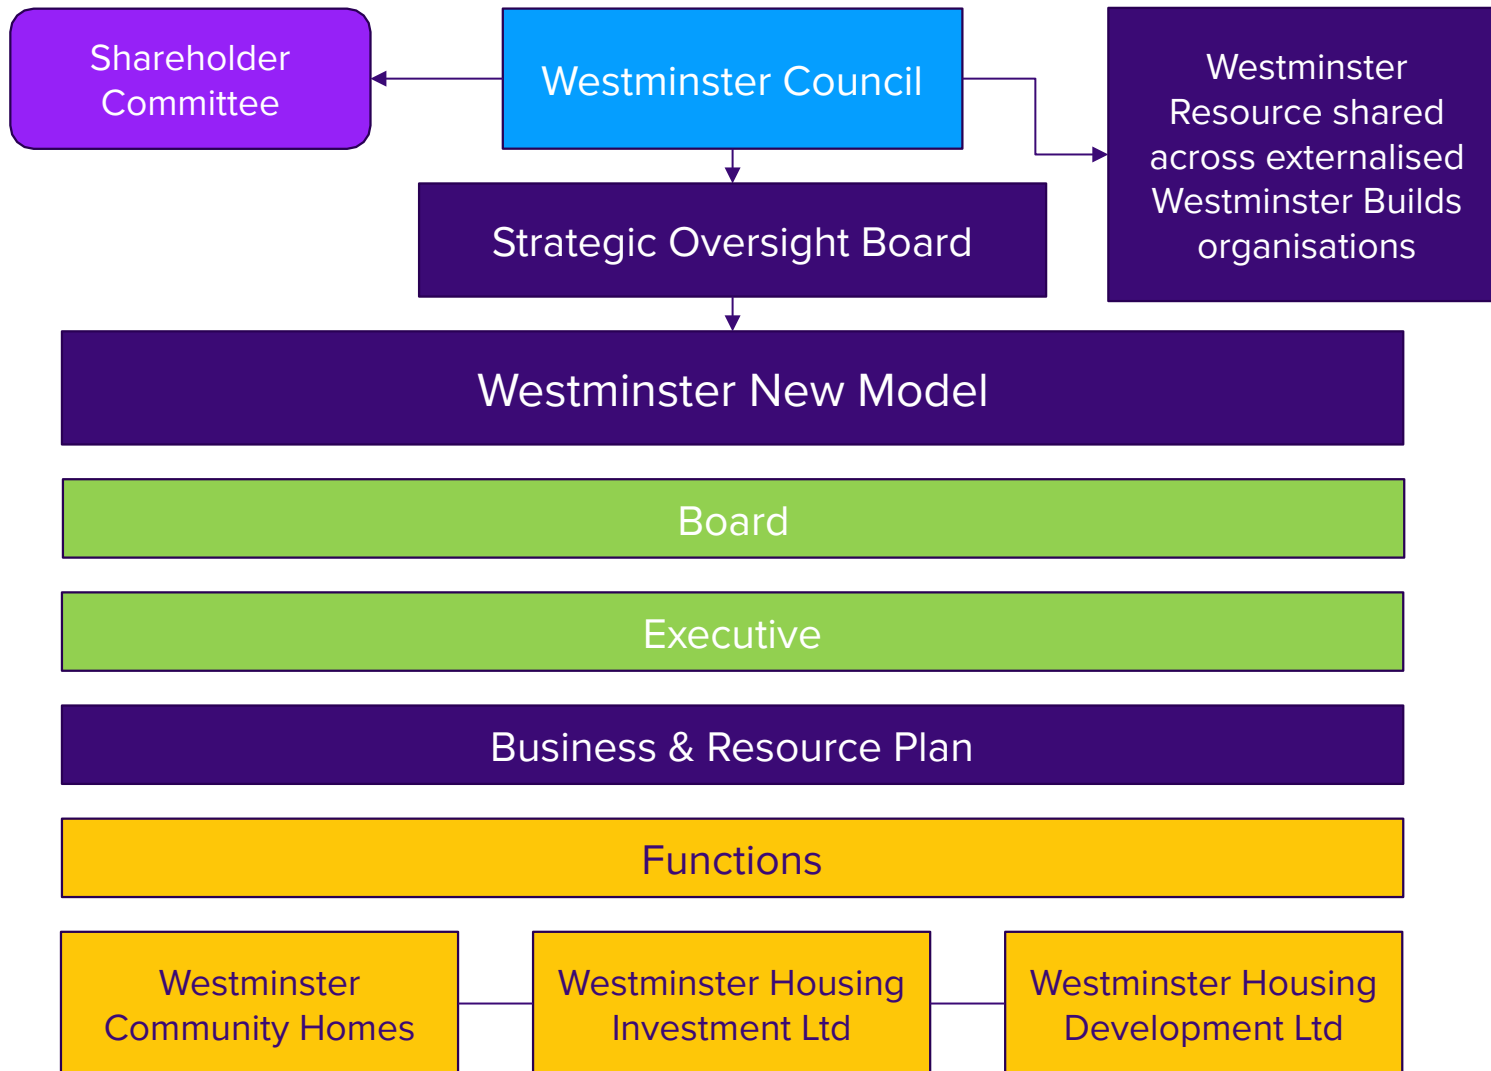 Shareholder
Committee
Westminster Council
Westminster
Resource shared
across externalised
Westminster Builds
organisations
Strategic Oversight Board
Westminster New Model
Board
Executive
Business & Resource Plan
Functions
Westminster
Community Homes
Westminster Housing
Investment Ltd
Westminster Housing
Development Ltd